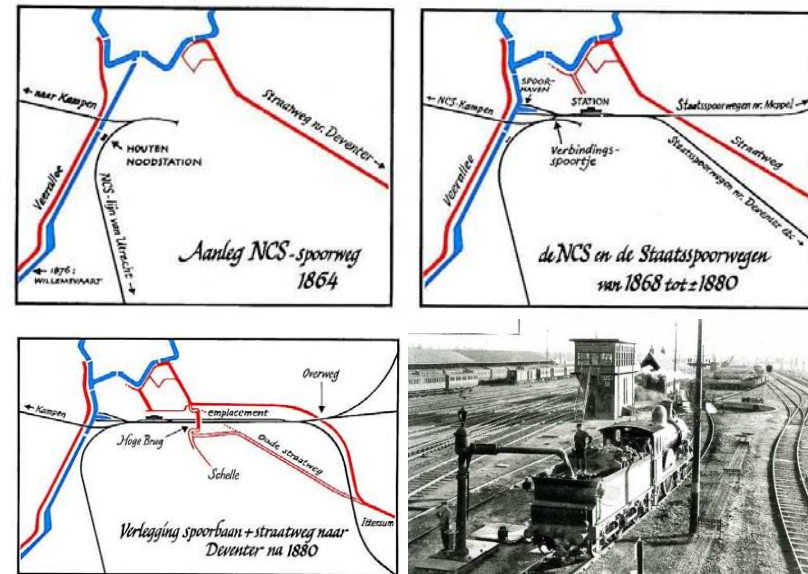 ← naar Kampen
Straatweg nr. Deventer →
HOUTEN
NOODSTATION
Veerallee
NCS-lijn van Utrecht →
← 1876:
WILLEMSVAART
Aanleg NCS-spoorweg
1864
SPOOR-
HAVEN
STATION
← NCS-Kampen
Staatsspoorwegen nr. Meppel →
Verbindings-
spoortje
Straatweg
Staatsspoorwegen nr. Deventer etc
Veerallee
de NCS en de Staatsspoorwegen
van 1868 tot ± 1880
Overweg
← Kampen
emplacement
Hoge Brug
Oude straatweg
Schelle
Ittersum
Verlegging spoorbaan + straatweg naar
Deventer na 1880